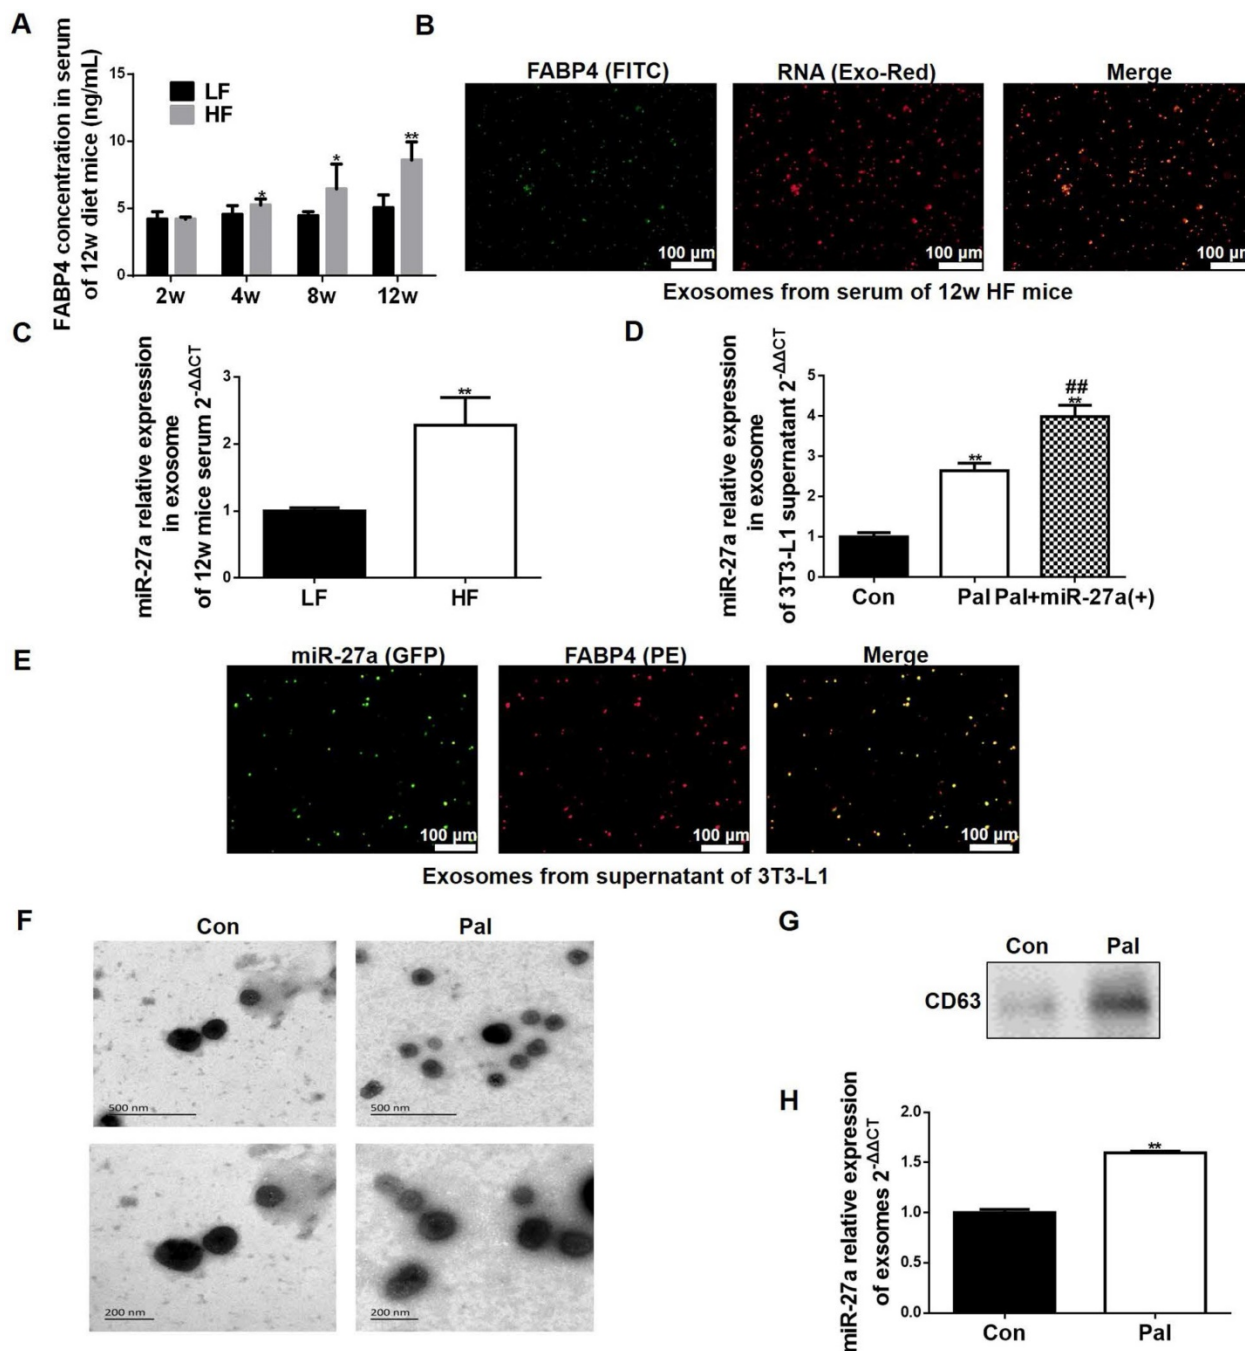 A
FABP4 concentration in serum
of 12w diet mice (ng/mL)
15
10
5
0
LF
HF
*
*
**
2w
4w
8w
12w
B
FABP4 (FITC)
RNA (Exo-Red)
Merge
100 µm
100 µm
100 µm
Exosomes from serum of 12w HF mice
C
miR-27a relative expression
in exosome
of 12w mice serum 2-ΔΔCT
3
2
1
0
**
LF
HF
D
miR-27a relative expression
in exosome
of 3T3-L1 supernatant 2-ΔΔCT
5
4
3
2
1
0
**
##
**
Con
Pal
Pal+miR-27a(+)
E
miR-27a (GFP)
FABP4 (PE)
Merge
100 µm
100 µm
100 µm
Exosomes from supernatant of 3T3-L1
F
Con
Pal
500 nm
500 nm
200 nm
200 nm
G
Con
Pal
CD63
H
miR-27a relative expression
of exsomes 2-ΔΔCT
2.0
1.5
1.0
0.5
0.0
**
Con
Pal